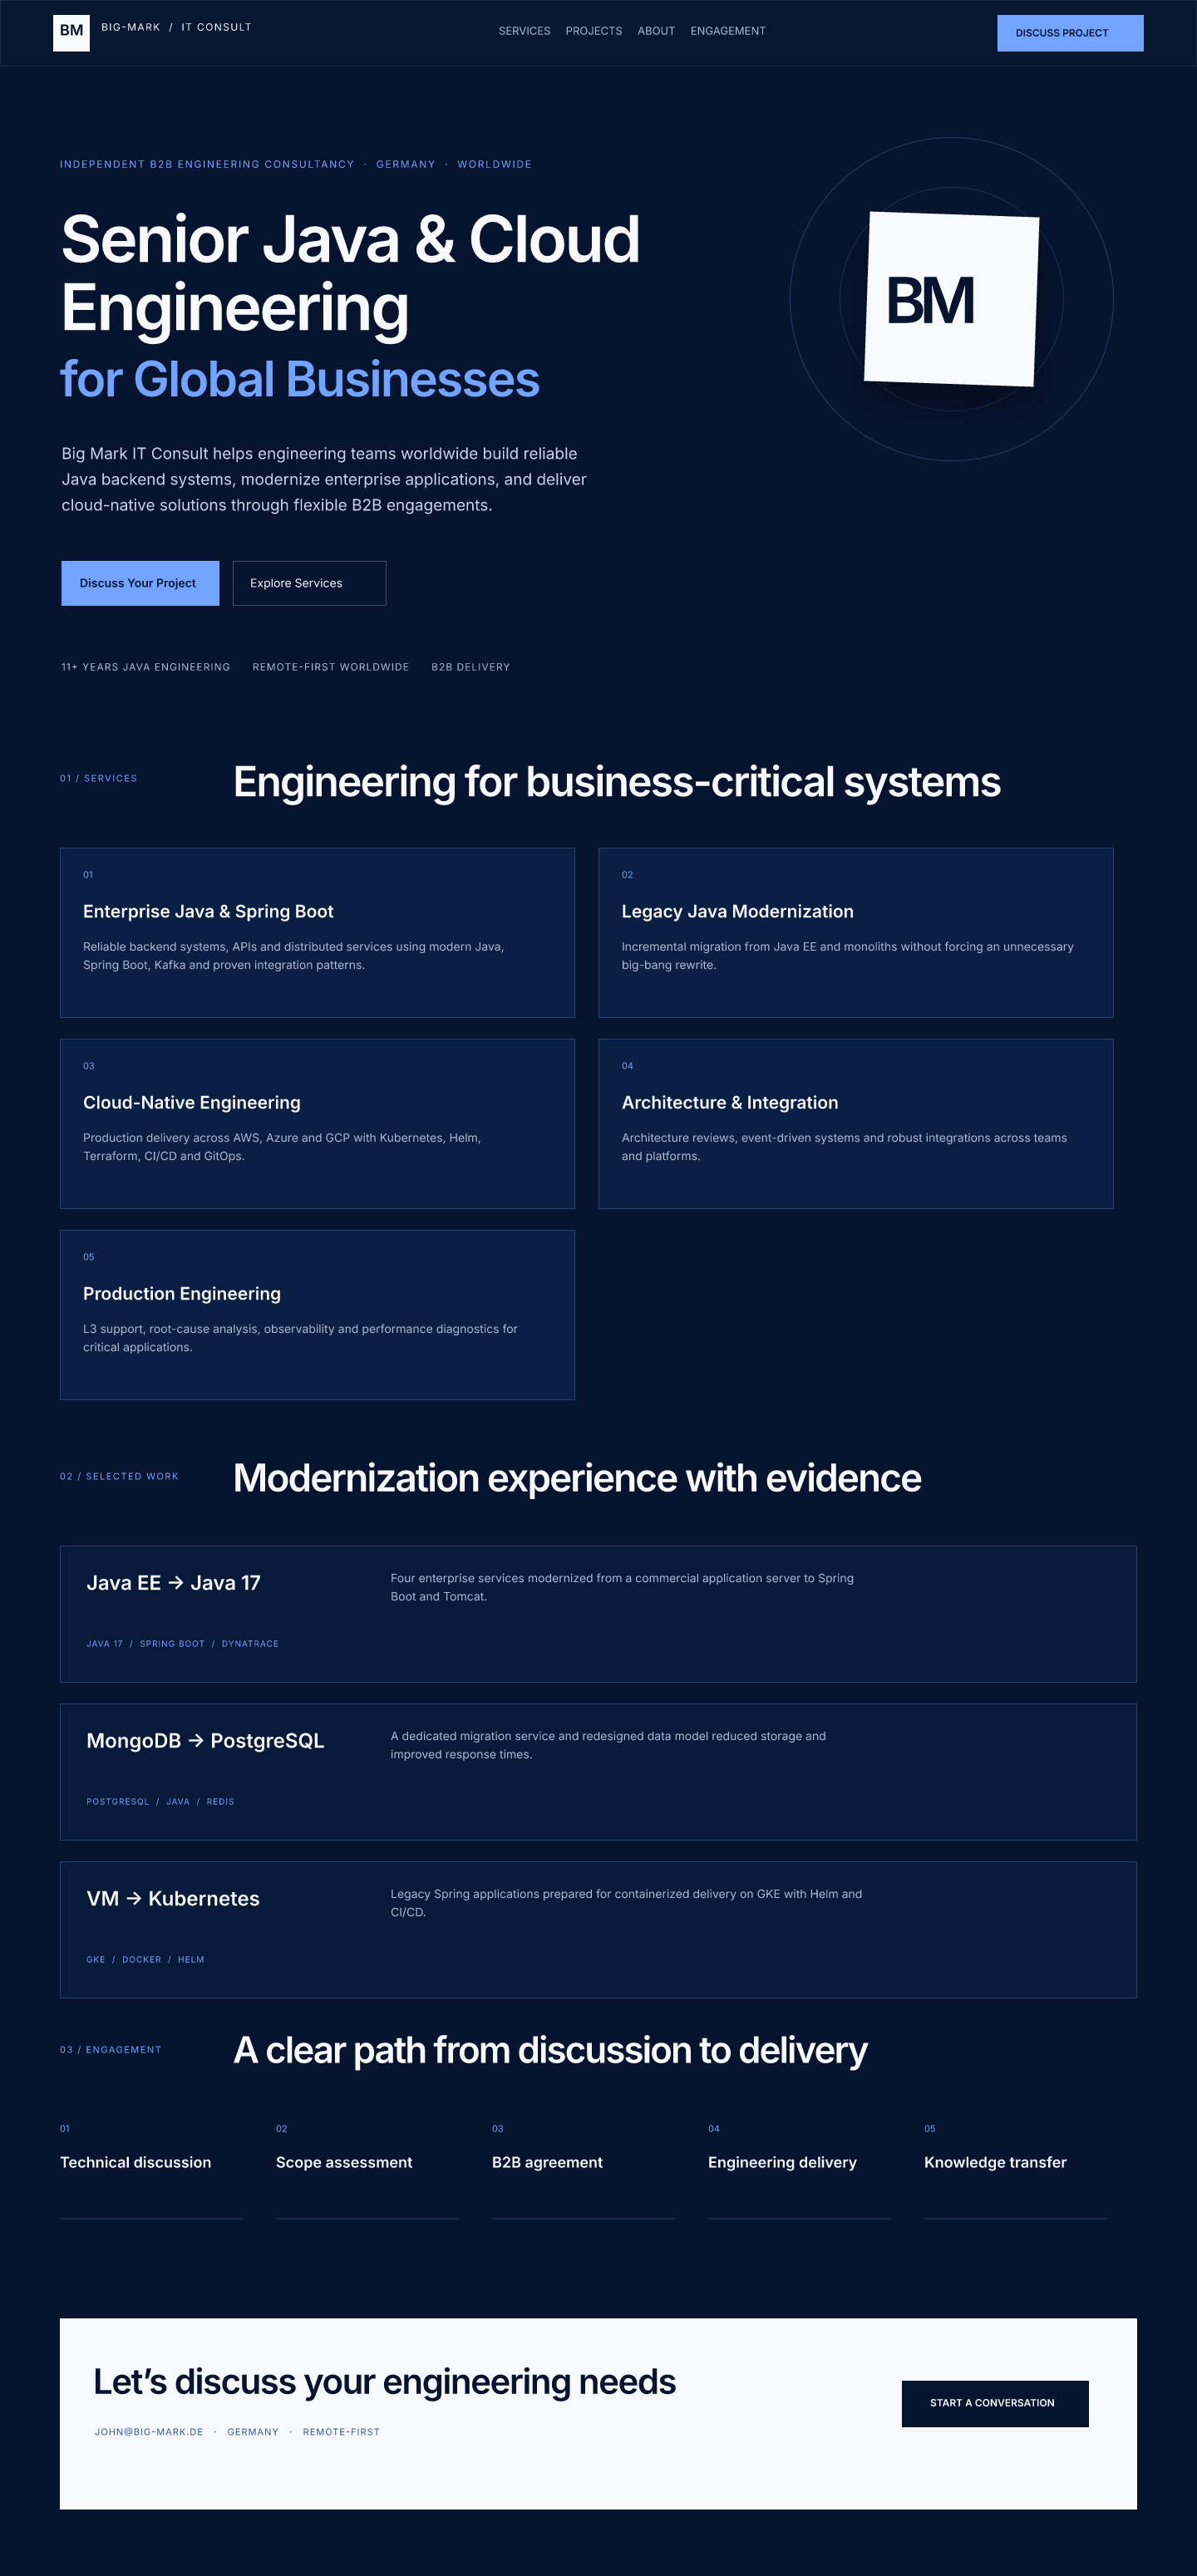 BM
BIG-MARK / IT CONSULT
SERVICES PROJECTS ABOUT ENGAGEMENT
DISCUSS PROJECT
INDEPENDENT B2B ENGINEERING CONSULTANCY · GERMANY · WORLDWIDE
Senior Java & Cloud
Engineering
for Global Businesses
BM
Big Mark IT Consult helps engineering teams worldwide build reliable
Java backend systems, modernize enterprise applications, and deliver
cloud-native solutions through flexible B2B engagements.
Discuss Your Project
Explore Services
11+ YEARS JAVA ENGINEERING REMOTE-FIRST WORLDWIDE B2B DELIVERY
01 / SERVICES
Engineering for business-critical systems
01
Enterprise Java & Spring Boot
Reliable backend systems, APIs and distributed services using modern Java,
Spring Boot, Kafka and proven integration patterns.
02
Legacy Java Modernization
Incremental migration from Java EE and monoliths without forcing an unnecessary
big-bang rewrite.
03
Cloud-Native Engineering
Production delivery across AWS, Azure and GCP with Kubernetes, Helm,
Terraform, CI/CD and GitOps.
04
Architecture & Integration
Architecture reviews, event-driven systems and robust integrations across teams
and platforms.
05
Production Engineering
L3 support, root-cause analysis, observability and performance diagnostics for
critical applications.
02 / SELECTED WORK
Modernization experience with evidence
Java EE → Java 17
Four enterprise services modernized from a commercial application server to Spring
Boot and Tomcat.
JAVA 17 / SPRING BOOT / DYNATRACE
MongoDB → PostgreSQL
A dedicated migration service and redesigned data model reduced storage and
improved response times.
POSTGRESQL / JAVA / REDIS
VM → Kubernetes
Legacy Spring applications prepared for containerized delivery on GKE with Helm and
CI/CD.
GKE / DOCKER / HELM
03 / ENGAGEMENT
A clear path from discussion to delivery
01
Technical discussion
02
Scope assessment
03
B2B agreement
04
Engineering delivery
05
Knowledge transfer
Let’s discuss your engineering needs
JOHN@BIG-MARK.DE · GERMANY · REMOTE-FIRST
START A CONVERSATION